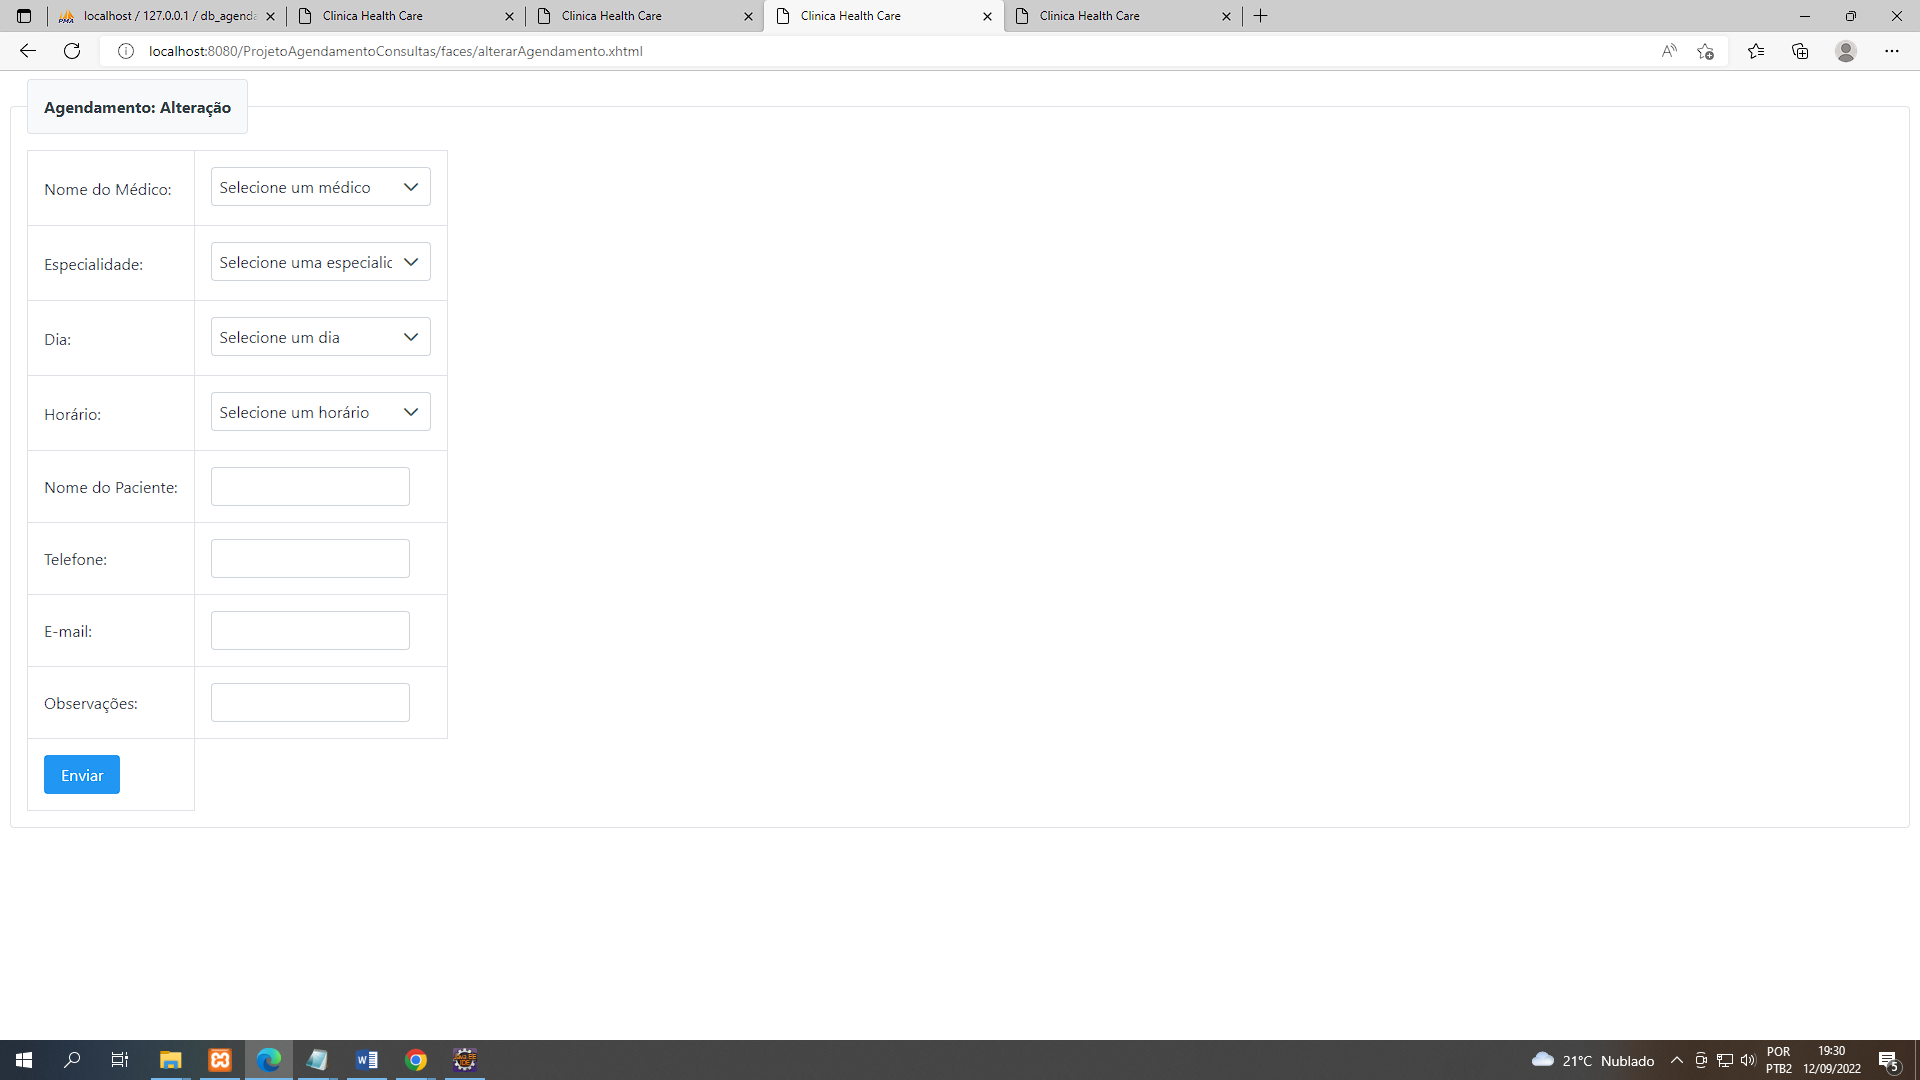 localhost / 127.0.0.1 / db_agenda
Clinica Health Care
Clinica Health Care
Clinica Health Care
Clinica Health Care
localhost:8080/ProjetoAgendamentoConsultas/faces/alterarAgendamento.xhtml
Agendamento: Alteração
Nome do Médico:
Selecione um médico
Especialidade:
Selecione uma especialic
Dia:
Selecione um dia
Horário:
Selecione um horário
Nome do Paciente:
Telefone:
E-mail:
Observações:
Enviar
21°C Nublado
POR
PTB2
19:30
12/09/2022
5